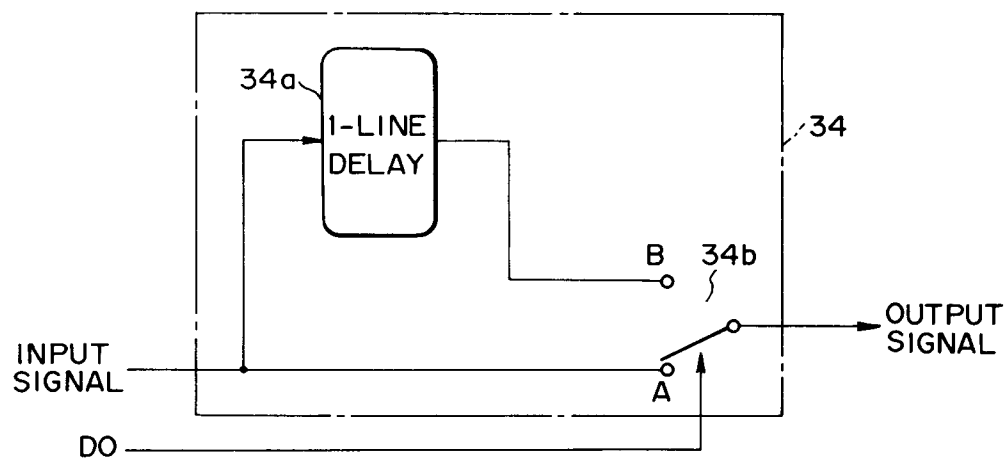 34a
1-LINE
DELAY
34
B
34b
OUTPUT
SIGNAL
INPUT
SIGNAL
A
DO